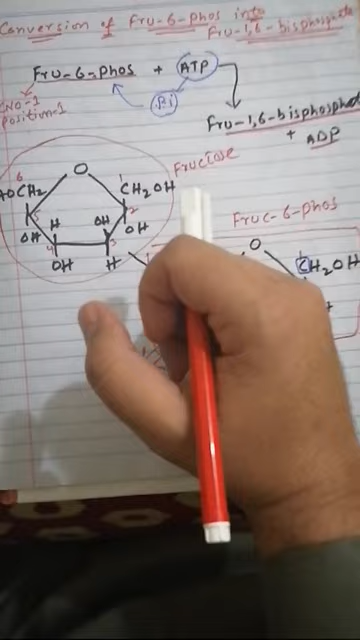 Conversion of Fru-6-phos into
Fru-1,6-bisphosphate
Fru-6-phos + ATP
Pi
position 1
Fru-1,6-bisphosphat
+ ADP
Fructose
6
HOCH₂ O 1 CH₂OH
5 2
H OH OH
OH 4 3
OH H
Fruc-6-phos
O 1 CH₂OH